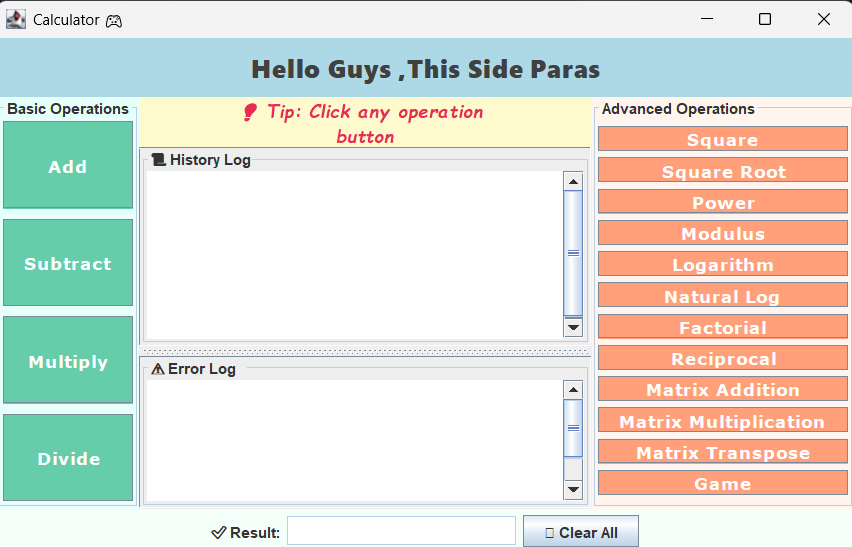 Calculator 🎮
Hello Guys ,This Side Paras
Basic Operations
Add
Subtract
Multiply
Divide
Tip: Click any operation
button
History Log
Error Log
Advanced Operations
Square
Square Root
Power
Modulus
Logarithm
Natural Log
Factorial
Reciprocal
Matrix Addition
Matrix Multiplication
Matrix Transpose
Game
Result:
Clear All